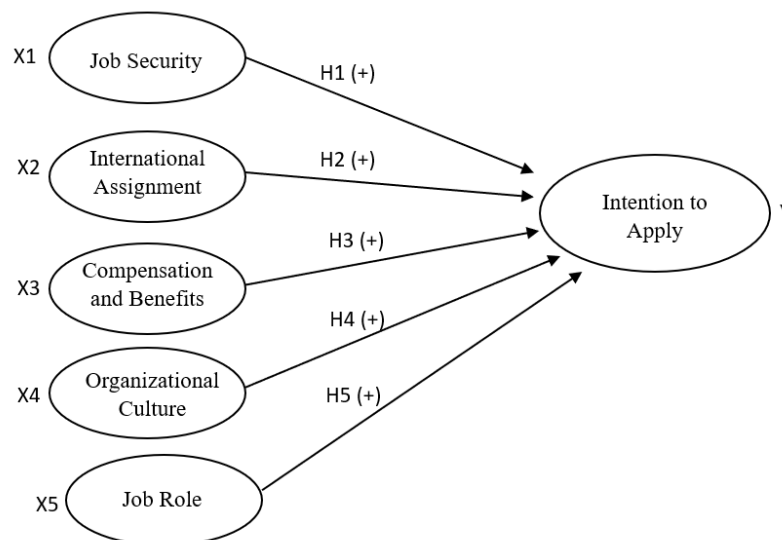 X1
Job Security
H1 (+)
X2
International
Assignment
H2 (+)
Intention to
Apply
X3
Compensation
and Benefits
H3 (+)
X4
Organizational
Culture
H4 (+)
H5 (+)
X5
Job Role